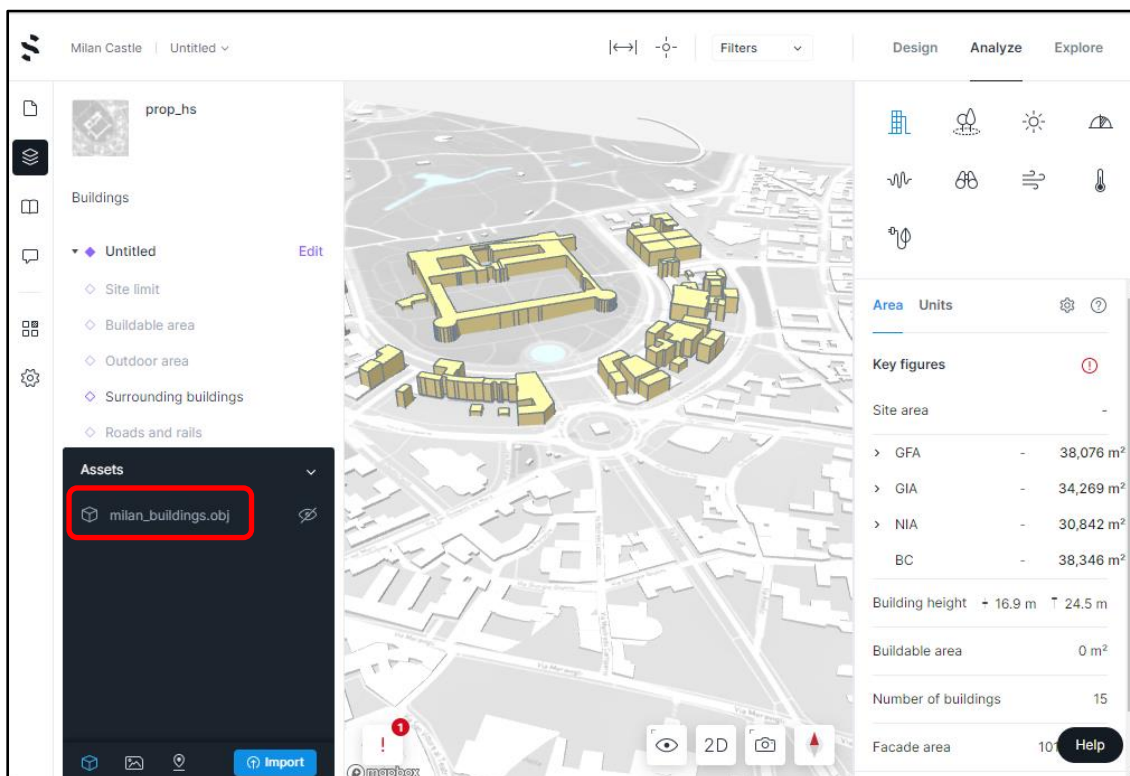 Milan Castle | Untitled
Filters
Design Analyze Explore
prop_hs
Buildings
Untitled Edit
Site limit
Buildable area
Outdoor area
Surrounding buildings
Roads and rails
Assets
milan_buildings.obj
Import
Area Units
Key figures
Site area -
GFA - 38,076 m²
GIA - 34,269 m²
NIA - 30,842 m²
BC - 38,346 m²
Building height 16.9 m 24.5 m
Buildable area 0 m²
Number of buildings 15
Facade area 101
Help
1
!
2D
mapbox